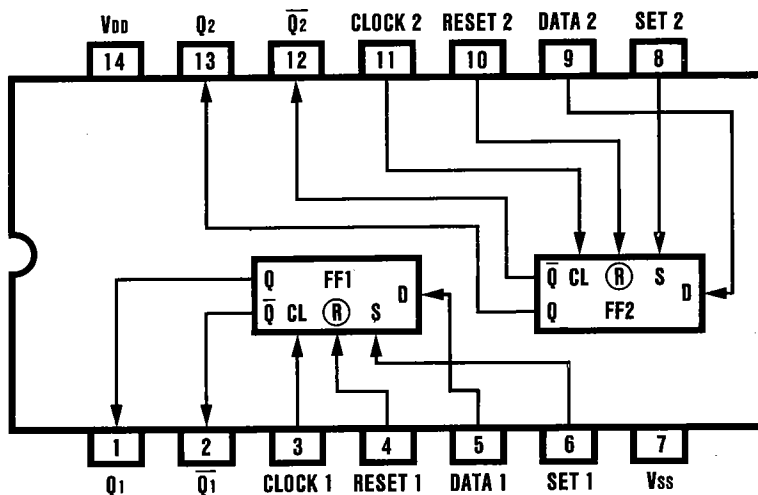 VDD Q2 Q̅2 CLOCK 2 RESET 2 DATA 2 SET 2
14 13 12 11 10 9 8
Q̅ CL R S D
Q FF2
Q FF1 D
Q̅ CL R S
1 2 3 4 5 6 7
Q1 Q̅1 CLOCK 1 RESET 1 DATA 1 SET 1 VSS